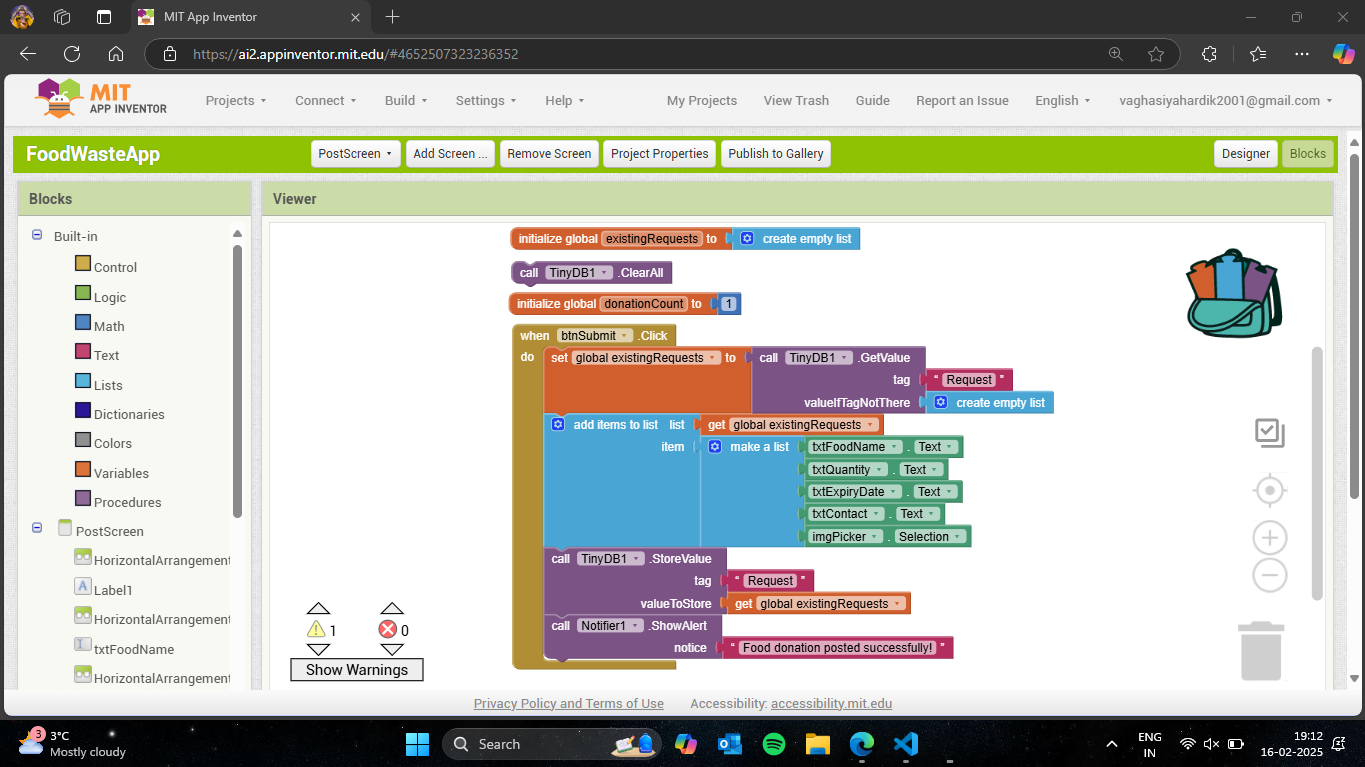 MIT App Inventor
https://ai2.appinventor.mit.edu/#4652507323236352
MIT
APP INVENTOR
Projects Connect Build Settings Help My Projects View Trash Guide Report an Issue English vaghasiyahardik2001@gmail.com
FoodWasteApp PostScreen Add Screen ... Remove Screen Project Properties Publish to Gallery Designer Blocks
Blocks
Built-in
Control
Logic
Math
Text
Lists
Dictionaries
Colors
Variables
Procedures
PostScreen
HorizontalArrangement
A Label1
HorizontalArrangement
txtFoodName
HorizontalArrangement
Viewer
initialize global existingRequests to create empty list
call TinyDB1 .ClearAll
initialize global donationCount to 1
when btnSubmit .Click
do set global existingRequests to call TinyDB1 .GetValue
tag " Request "
valueIfTagNotThere create empty list
add items to list list get global existingRequests
item make a list txtFoodName . Text
txtQuantity . Text
txtExpiryDate . Text
txtContact . Text
imgPicker . Selection
call TinyDB1 .StoreValue
tag " Request "
valueToStore get global existingRequests
call Notifier1 .ShowAlert
notice " Food donation posted successfully! "
1 0
Show Warnings
Privacy Policy and Terms of Use Accessibility: accessibility.mit.edu
3
3°C
Mostly cloudy
Search
ENG
IN
19:12
16-02-2025